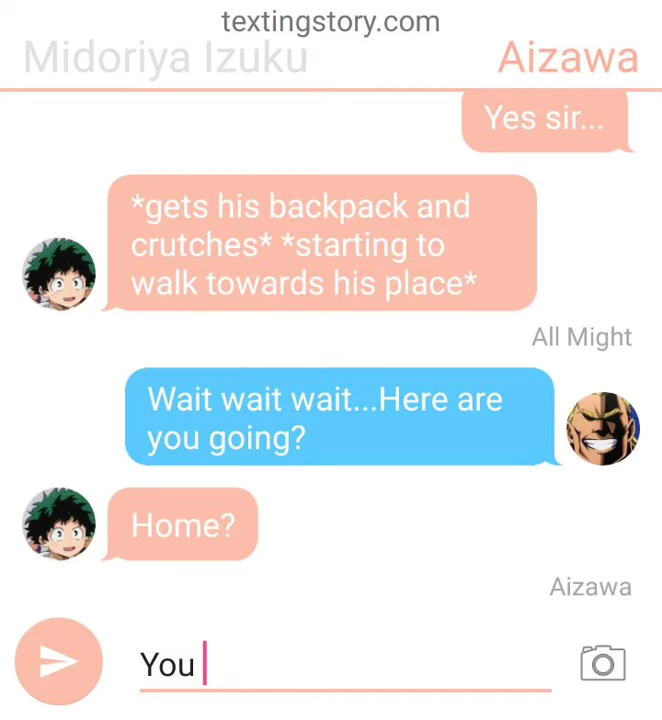 textingstory.com
Midoriya Izuku
Aizawa
Yes sir...
*gets his backpack and
crutches* *starting to
walk towards his place*
All Might
Wait wait wait...Here are
you going?
Home?
Aizawa
You